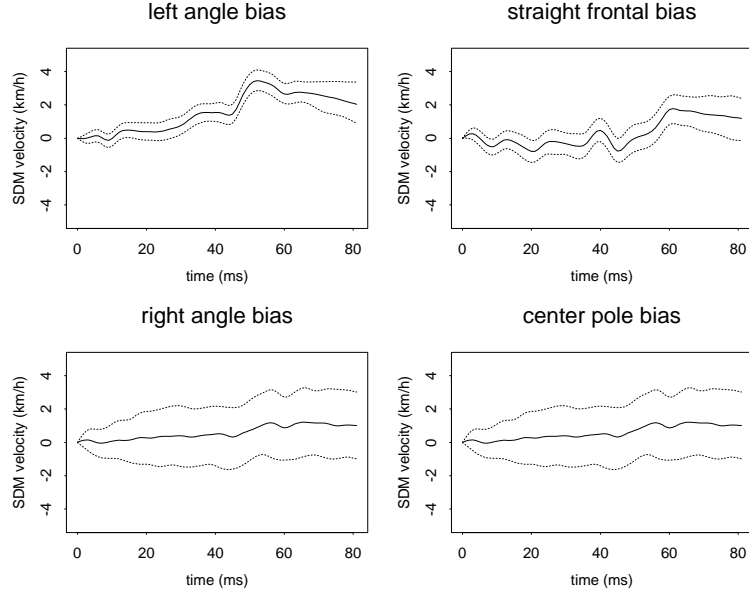 left angle bias
SDM velocity (km/h)
4
2
0
-2
-4
0 20 40 60 80
time (ms)
straight frontal bias
SDM velocity (km/h)
4
2
0
-2
-4
0 20 40 60 80
time (ms)
right angle bias
SDM velocity (km/h)
4
2
0
-2
-4
0 20 40 60 80
time (ms)
center pole bias
SDM velocity (km/h)
4
2
0
-2
-4
0 20 40 60 80
time (ms)